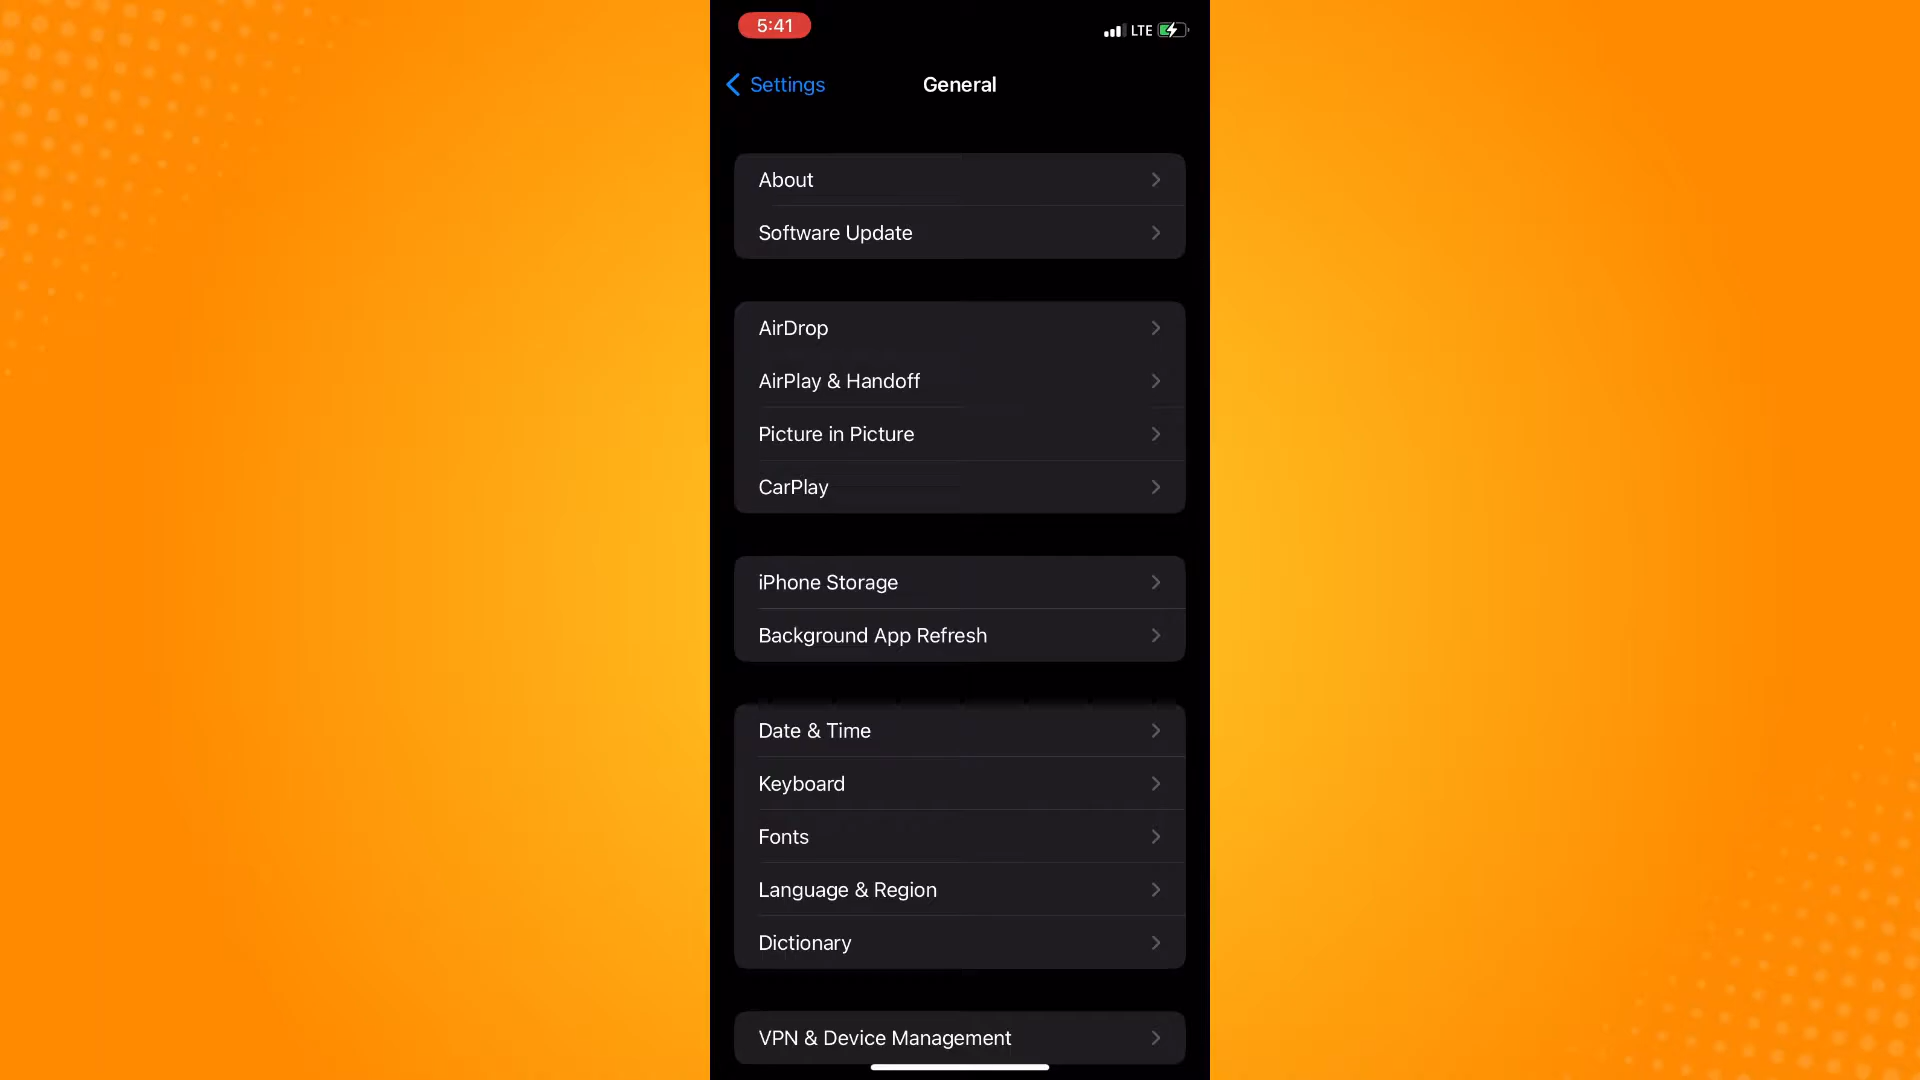 5:41
LTE
Settings
General
About
Software Update
AirDrop
AirPlay & Handoff
Picture in Picture
CarPlay
iPhone Storage
Background App Refresh
Date & Time
Keyboard
Fonts
Language & Region
Dictionary
VPN & Device Management